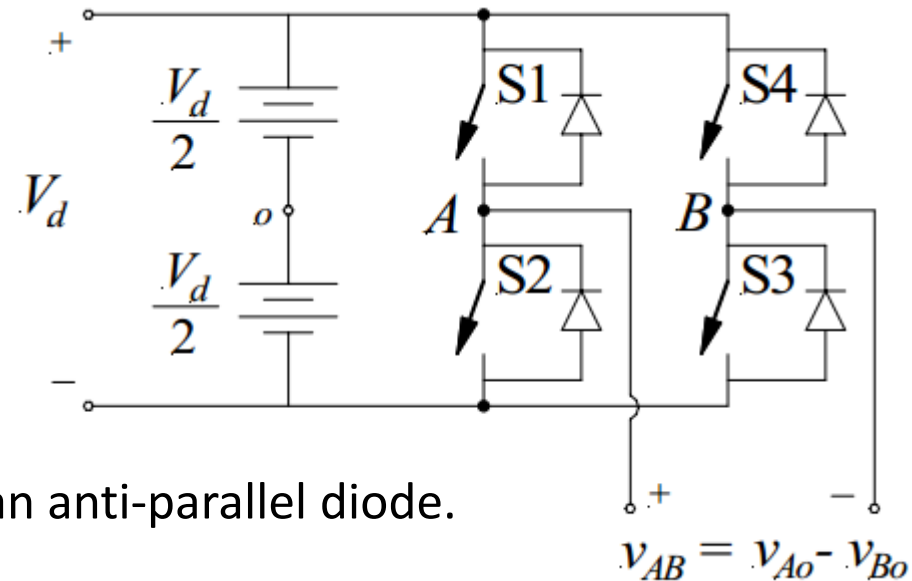 +
V_d/2
S1
S4
V_d
o
A
B
V_d/2
S2
S3
−
an anti-parallel diode.
+ −
v_AB = v_Ao - v_Bo